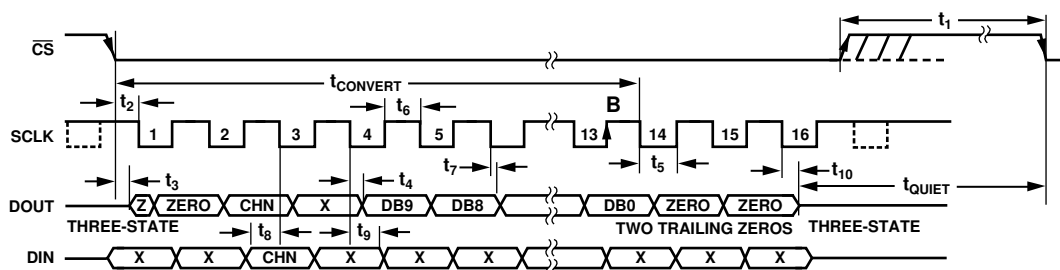 t1
CS
tCONVERT
t2
t6
B
SCLK
1
2
3
4
5
13
14
15
16
t7
t5
t10
t3
t4
tQUIET
DOUT
Z
ZERO
CHN
X
DB9
DB8
DB0
ZERO
ZERO
THREE-STATE
t8
t9
TWO TRAILING ZEROS
THREE-STATE
DIN
X
X
CHN
X
X
X
X
X
X